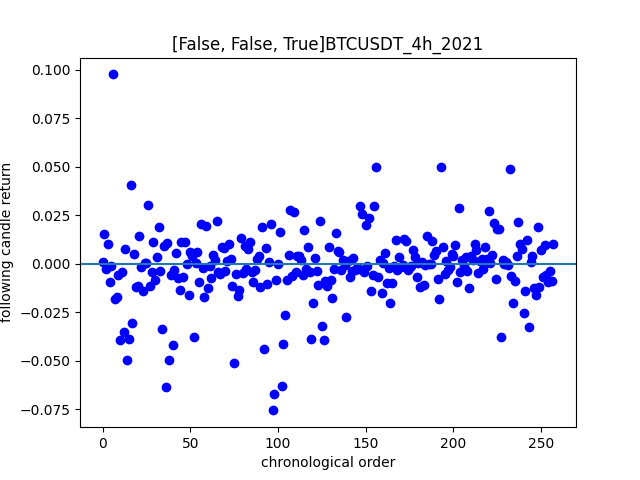 [False, False, True]BTCUSDT_4h_2021
following candle return
0.100
0.075
0.050
0.025
0.000
−0.025
−0.050
−0.075
0 50 100 150 200 250
chronological order